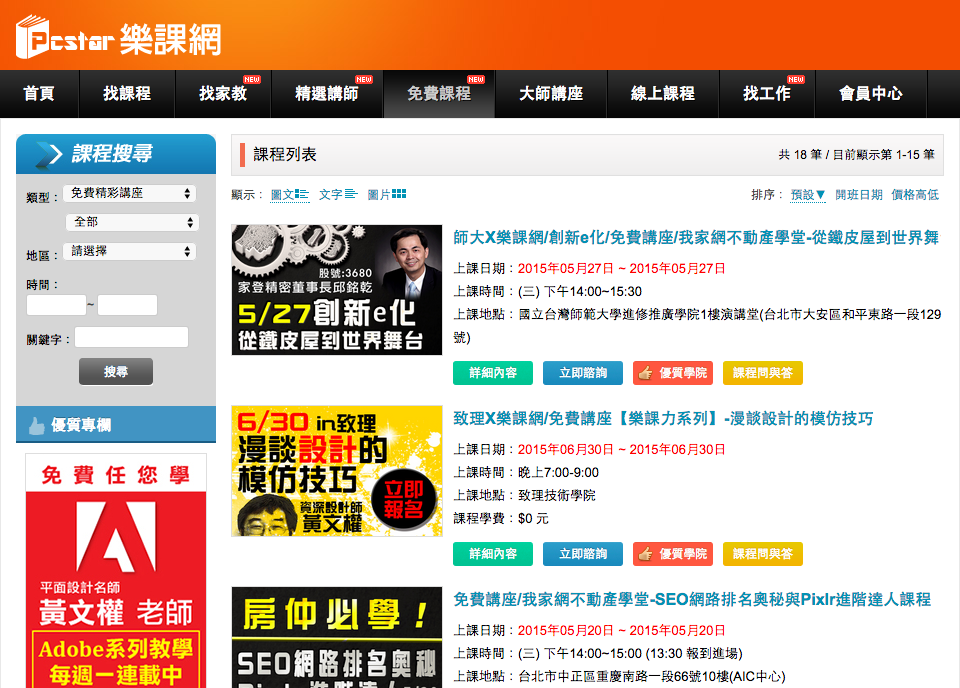 Pcstar 樂課網
首頁
找課程
找家教
NEW
精選講師
NEW
免費課程
NEW
大師講座
線上課程
找工作
NEW
會員中心
課程搜尋
類型：
免費精彩講座
全部
地區：
請選擇
時間：
~
關鍵字：
搜尋
優質專欄
免費任您學
平面設計名師
黃文權 老師
Adobe系列教學
每週一連載中
課程列表
共 18 筆 / 目前顯示第 1-15 筆
顯示： 圖文 文字 圖片
排序： 預設▼ 開班日期 價格高低
股號:3680
家登精密董事長邱銘乾
5/27創新e化
從鐵皮屋到世界舞台
師大X樂課網/創新e化/免費講座/我家網不動產學堂-從鐵皮屋到世界舞
上課日期：2015年05月27日 ~ 2015年05月27日
上課時間：(三) 下午14:00~15:30
上課地點：國立台灣師範大學進修推廣學院1樓演講堂(台北市大安區和平東路一段129
號)
詳細內容
立即諮詢
優質學院
課程問與答
6/30 in致理
漫談設計的
模仿技巧
立即
報名
資深設計師
黃文權
致理X樂課網/免費講座【樂課力系列】-漫談設計的模仿技巧
上課日期：2015年06月30日 ~ 2015年06月30日
上課時間：晚上7:00-9:00
上課地點：致理技術學院
課程學費：$0 元
詳細內容
立即諮詢
優質學院
課程問與答
房仲必學！
SEO網路排名奧秘
免費講座/我家網不動產學堂-SEO網路排名奧秘與Pixlr進階達人課程
上課日期：2015年05月20日 ~ 2015年05月20日
上課時間：(三) 下午14:00~15:00 (13:30 報到進場)
上課地點：台北市中正區重慶南路一段66號10樓(AIC中心)